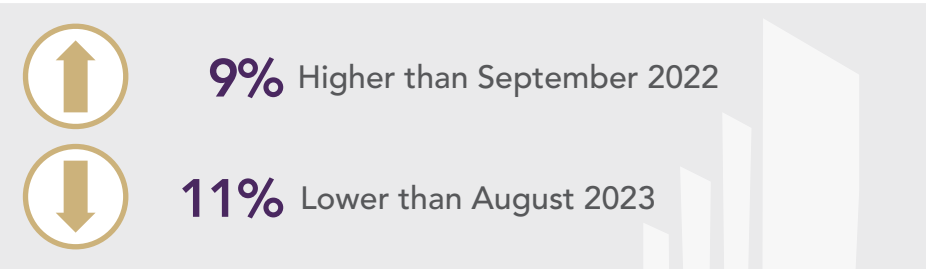 9% Higher than September 2022
11% Lower than August 2023